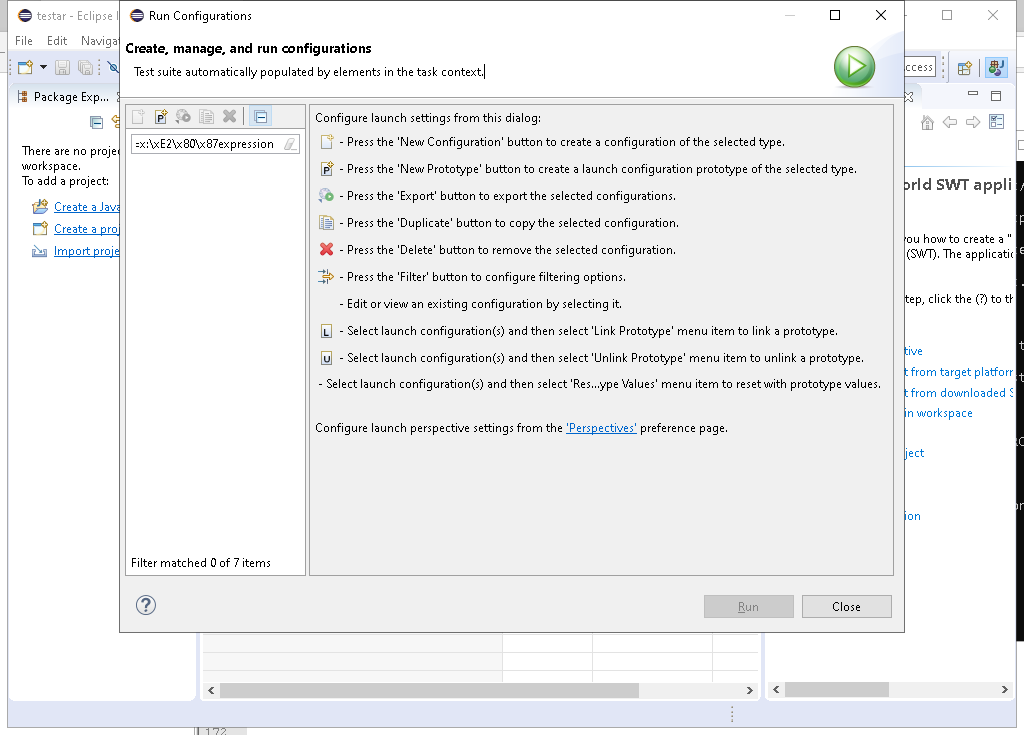 testar - Eclipse
Run Configurations
File Edit Naviga
Create, manage, and run configurations
Test suite automatically populated by elements in the task context.
ccess
Package Exp...
=x:\xE2\x80\x87expression
There are no proje
workspace.
To add a project:
Create a Java
Create a proj
Import proje
Filter matched 0 of 7 items
Configure launch settings from this dialog:
- Press the 'New Configuration' button to create a configuration of the selected type.
P - Press the 'New Prototype' button to create a launch configuration prototype of the selected type.
- Press the 'Export' button to export the selected configurations.
- Press the 'Duplicate' button to copy the selected configuration.
- Press the 'Delete' button to remove the selected configuration.
- Press the 'Filter' button to configure filtering options.
- Edit or view an existing configuration by selecting it.
L - Select launch configuration(s) and then select 'Link Prototype' menu item to link a prototype.
U - Select launch configuration(s) and then select 'Unlink Prototype' menu item to unlink a prototype.
- Select launch configuration(s) and then select 'Res...ype Values' menu item to reset with prototype values.
Configure launch perspective settings from the 'Perspectives' preference page.
Run
Close
orld SWT appli
you how to create a "
(SWT). The applicatio
tep, click the (?) to th
tive
t from target platforr
t from downloaded S
in workspace
ject
ion
172